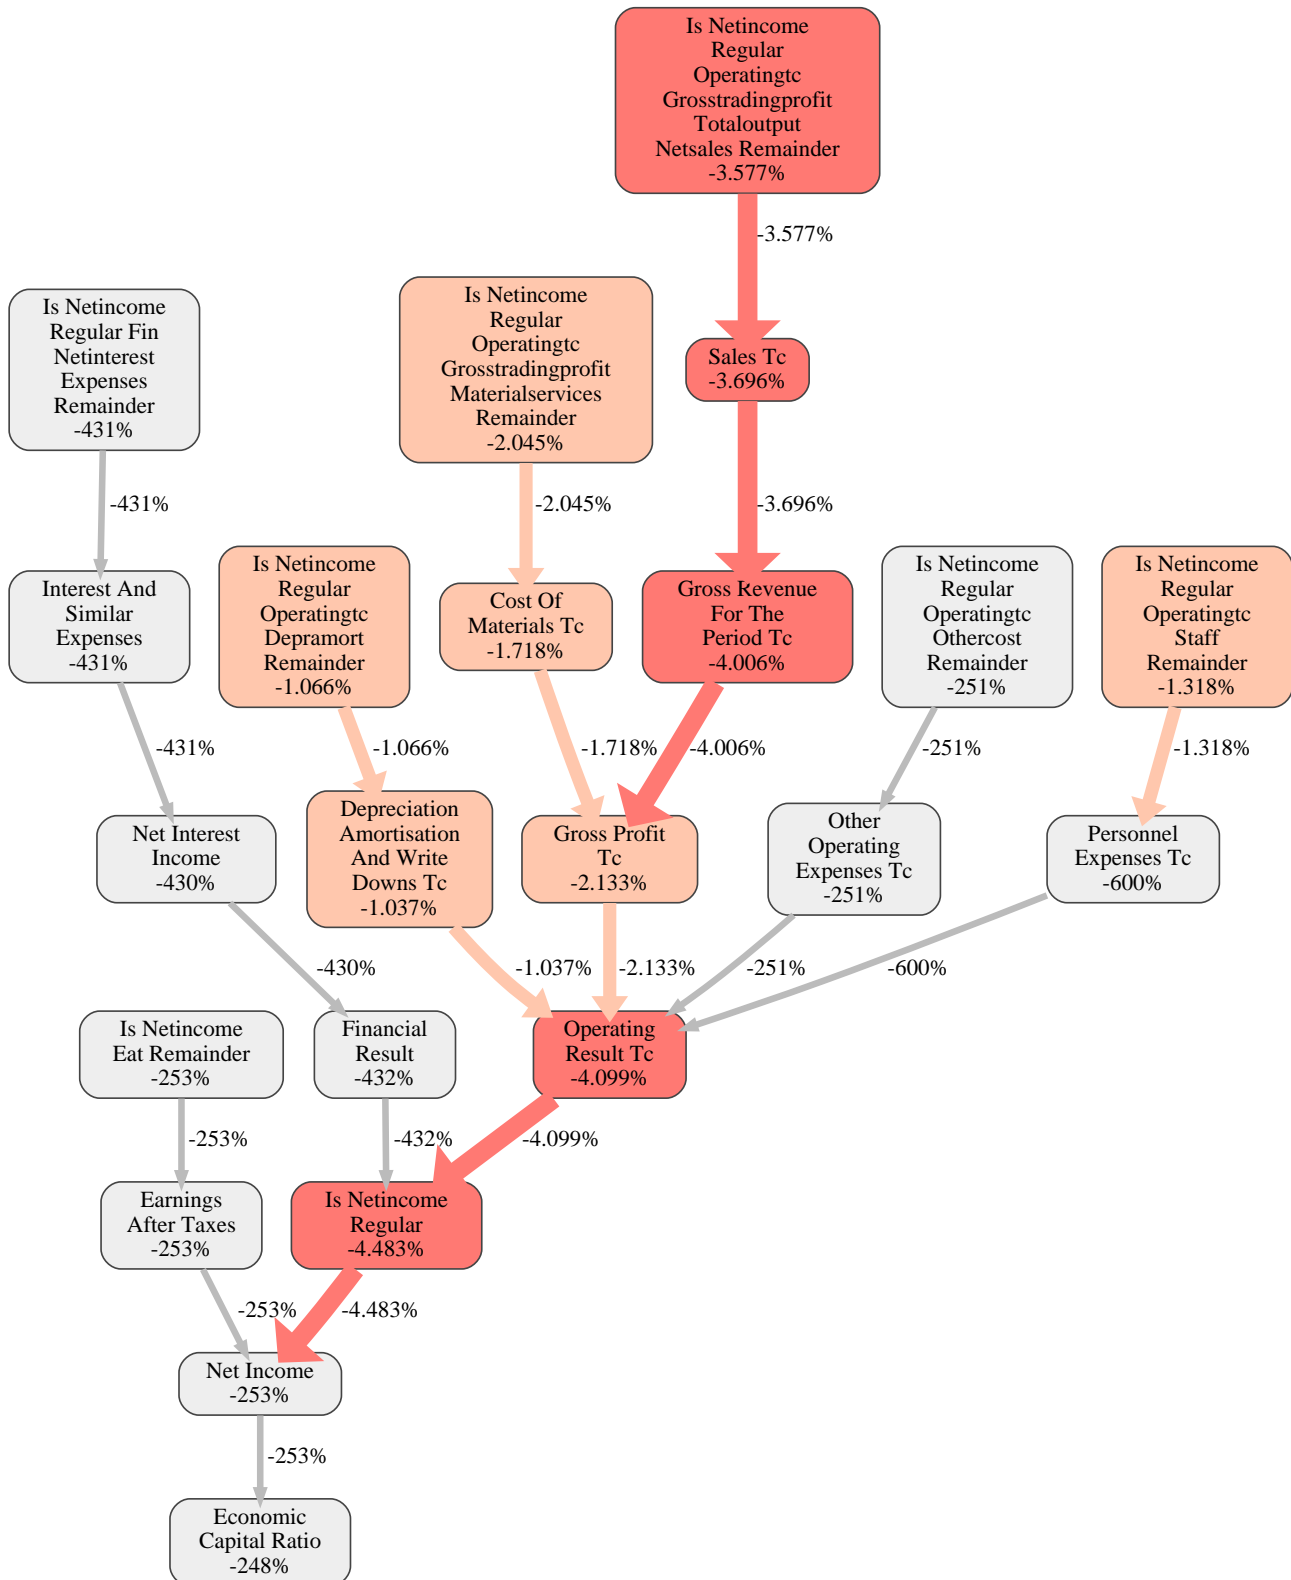 Is Netincome
Regular
Operatingtc
Grosstradingprofit
Totaloutput
Netsales Remainder
-3.577%
-3.577%
Is Netincome
Regular Fin
Netinterest
Expenses
Remainder
-431%
Is Netincome
Regular
Operatingtc
Grosstradingprofit
Materialservices
Remainder
-2.045%
Sales Tc
-3.696%
-431%
-2.045%
-3.696%
Interest And
Similar
Expenses
-431%
Is Netincome
Regular
Operatingtc
Depramort
Remainder
-1.066%
Cost Of
Materials Tc
-1.718%
Gross Revenue
For The
Period Tc
-4.006%
Is Netincome
Regular
Operatingtc
Othercost
Remainder
-251%
Is Netincome
Regular
Operatingtc
Staff
Remainder
-1.318%
-431%
-1.066%
-1.718%
-4.006%
-251%
-1.318%
Net Interest
Income
-430%
Depreciation
Amortisation
And Write
Downs Tc
-1.037%
Gross Profit
Tc
-2.133%
Other
Operating
Expenses Tc
-251%
Personnel
Expenses Tc
-600%
-430%
-1.037%
-2.133%
-251%
-600%
Is Netincome
Eat Remainder
-253%
Financial
Result
-432%
Operating
Result Tc
-4.099%
-253%
-432%
-4.099%
Earnings
After Taxes
-253%
Is Netincome
Regular
-4.483%
-253%
-4.483%
Net Income
-253%
-253%
Economic
Capital Ratio
-248%